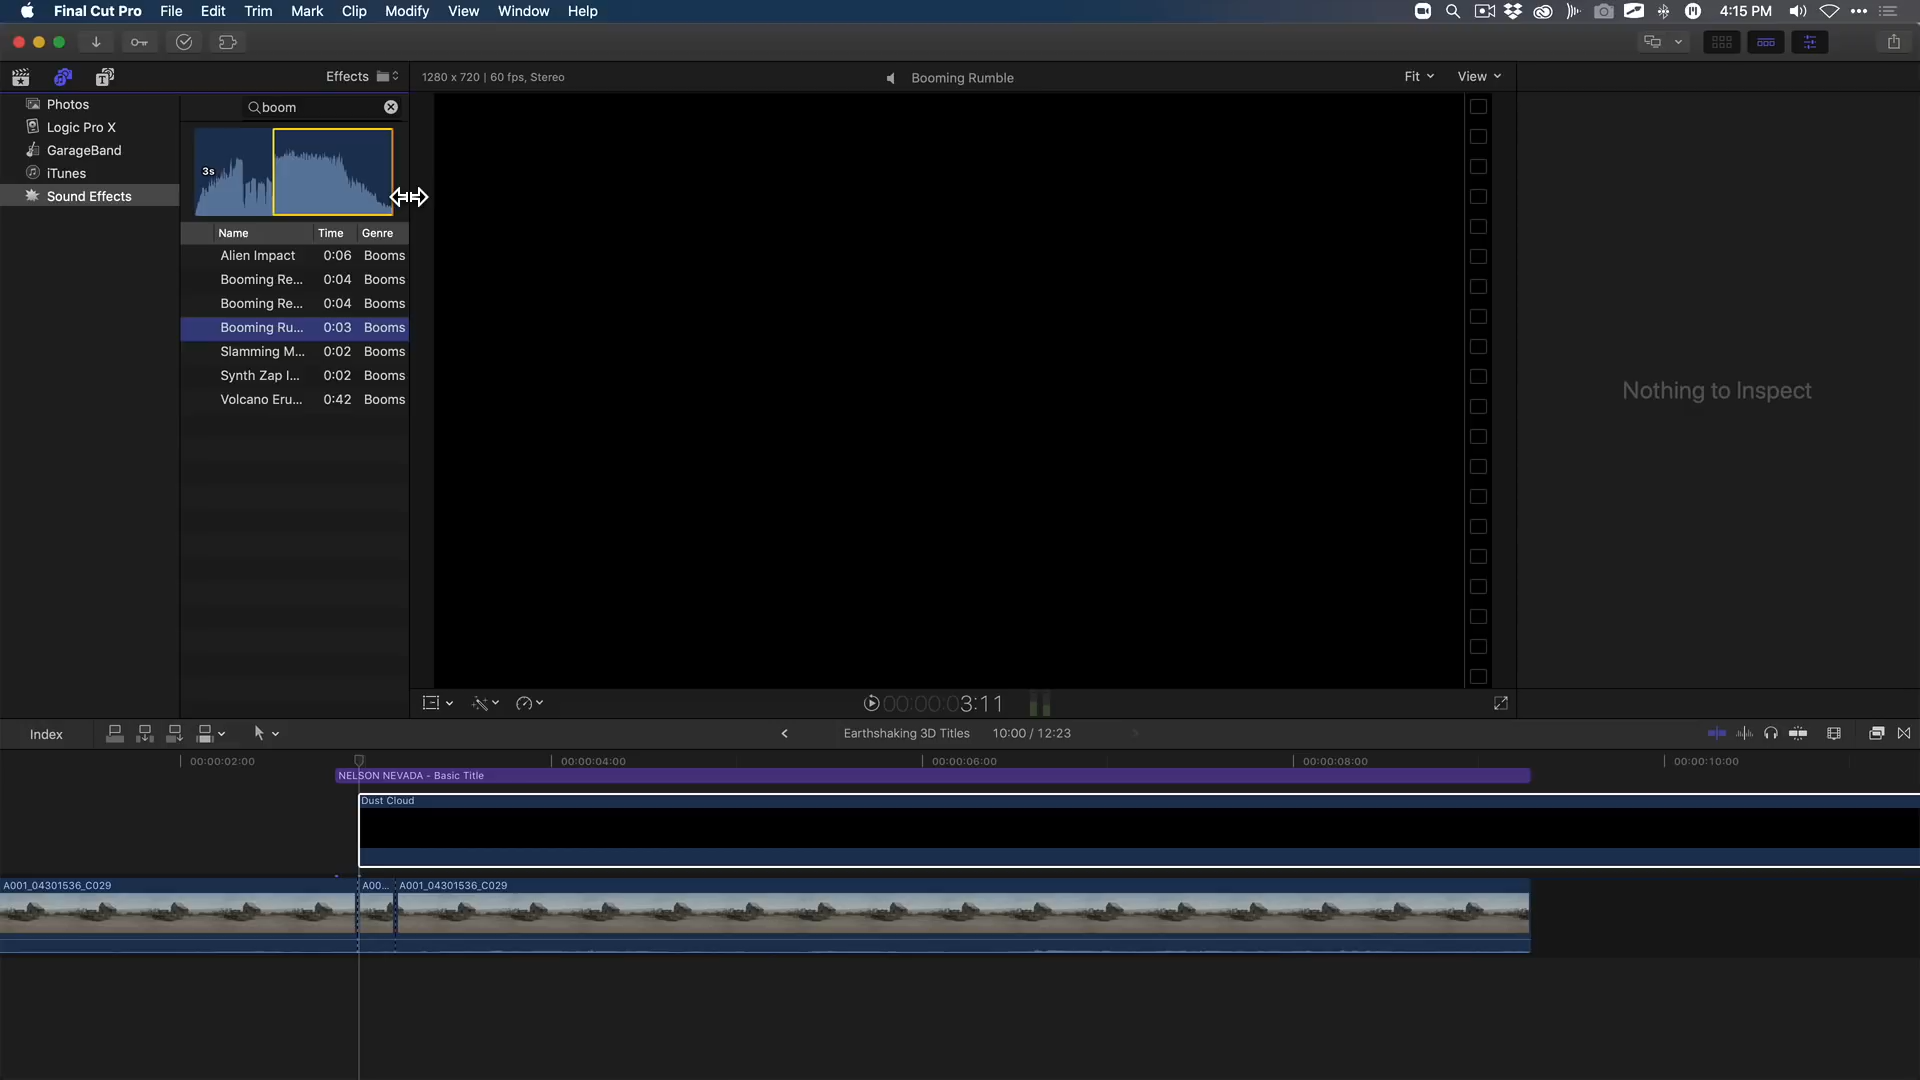 Final Cut Pro File Edit Trim Mark Clip Modify View Window Help 4:15 PM
Effects 1280 x 720 | 60 fps, Stereo Booming Rumble Fit View
Photos
Logic Pro X
GarageBand
iTunes
Sound Effects
boom
3s
Name Time Genre
Alien Impact 0:06 Booms
Booming Re... 0:04 Booms
Booming Re... 0:04 Booms
Booming Ru... 0:03 Booms
Slamming M... 0:02 Booms
Synth Zap I... 0:02 Booms
Volcano Eru... 0:42 Booms
Nothing to Inspect
00:00:03:11
Index Earthshaking 3D Titles 10:00 / 12:23
00:00:02:00 00:00:04:00 00:00:06:00 00:00:08:00 00:00:10:00
NELSON NEVADA - Basic Title
Dust Cloud
A001_04301536_C029 A00... A001_04301536_C029